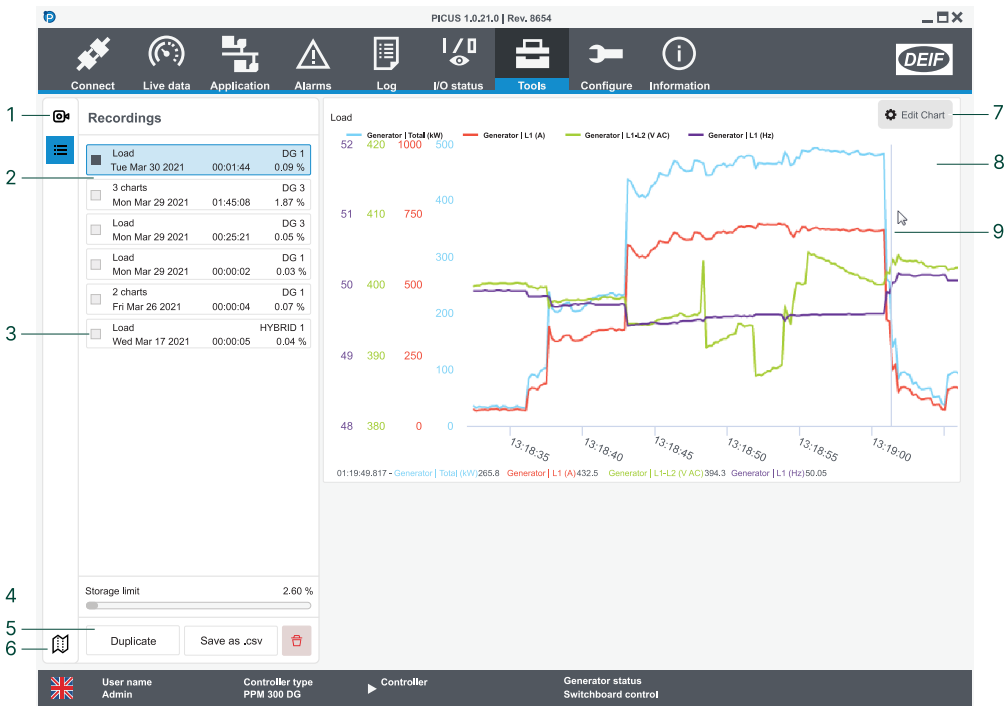 PICUS 1.0.21.0 | Rev. 8654
Connect Live data Application Alarms Log I/O status Tools Configure Information DEIF
1 Recordings
Load Edit Chart 7
Generator | Total (kW) Generator | L1 (A) Generator | L1-L2 (V AC) Generator | L1 (Hz)
52 420 1000 500
Load DG 1
Tue Mar 30 2021 00:01:44 0.09 %
2
8
3 charts DG 3
Mon Mar 29 2021 01:45:08 1.87 %
400
51 410 750
Load DG 3
Mon Mar 29 2021 00:25:21 0.05 %
9
300
Load DG 1
Mon Mar 29 2021 00:00:02 0.03 %
50 400 500
2 charts DG 1
Fri Mar 26 2021 00:00:04 0.07 %
200
3
Load HYBRID 1
Wed Mar 17 2021 00:00:05 0.04 %
49 390 250
100
48 380 0 0
13:18:35 13:18:40 13:18:45 13:18:50 13:18:55 13:19:00
01:19:49.817 - Generator | Total (kW)265.8 Generator | L1 (A)432.5 Generator | L1-L2 (V AC)394.3 Generator | L1 (Hz)50.05
4 Storage limit 2.60 %
5
6 Duplicate Save as .csv
User name Controller type Controller Generator status
Admin PPM 300 DG Switchboard control